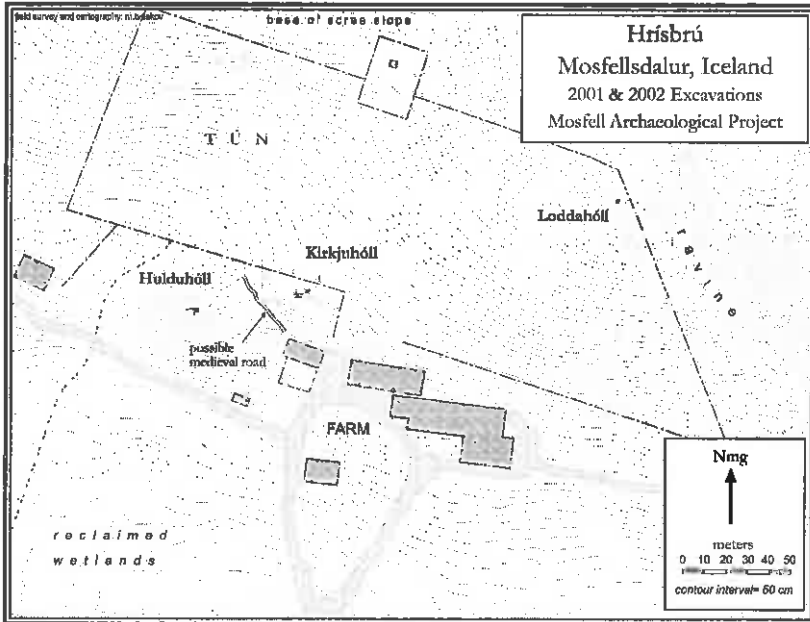 field survey and cartography:
base of scree slope
Hrísbrú
Mosfellsdalur, Iceland
2001 & 2002 Excavations
Mosfell Archaeological Project
TÚN
Loddahóll
ravine
Kirkjuhóll
Hulduhóll
possible
medieval road
FARM
reclaimed
wetlands
Nmg
meters
0 10 20 30 40 50
contour interval= 50 cm